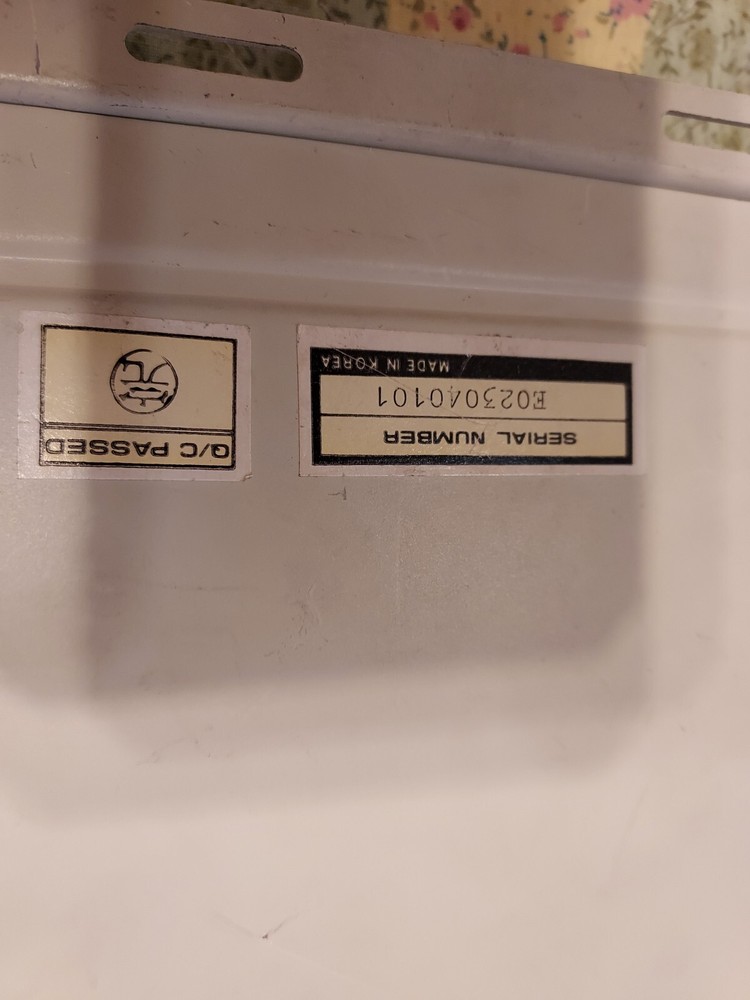 SERIAL NUMBER
E023040101
MADE IN KOREA
Q/C PASSED